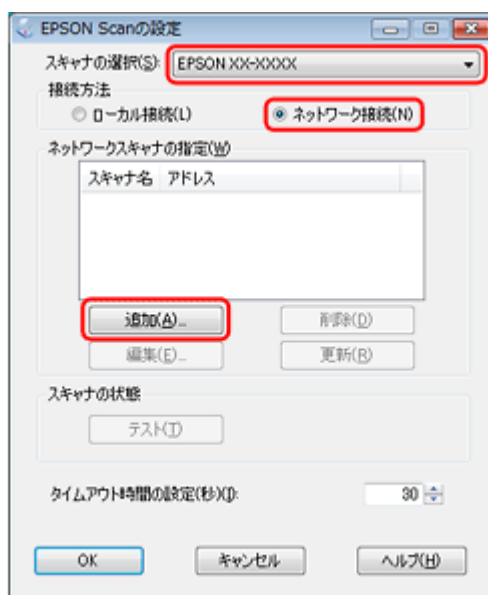 EPSON Scanの設定
スキャナの選択(S): EPSON XX-XXXX
接続方法
ローカル接続(L) ネットワーク接続(N)
ネットワークスキャナの指定(W)
スキャナ名 アドレス
追加(A)... 削除(D)
編集(E)... 更新(R)
スキャナの状態
テスト(T)
タイムアウト時間の設定(秒)(I): 30
OK キャンセル ヘルプ(H)